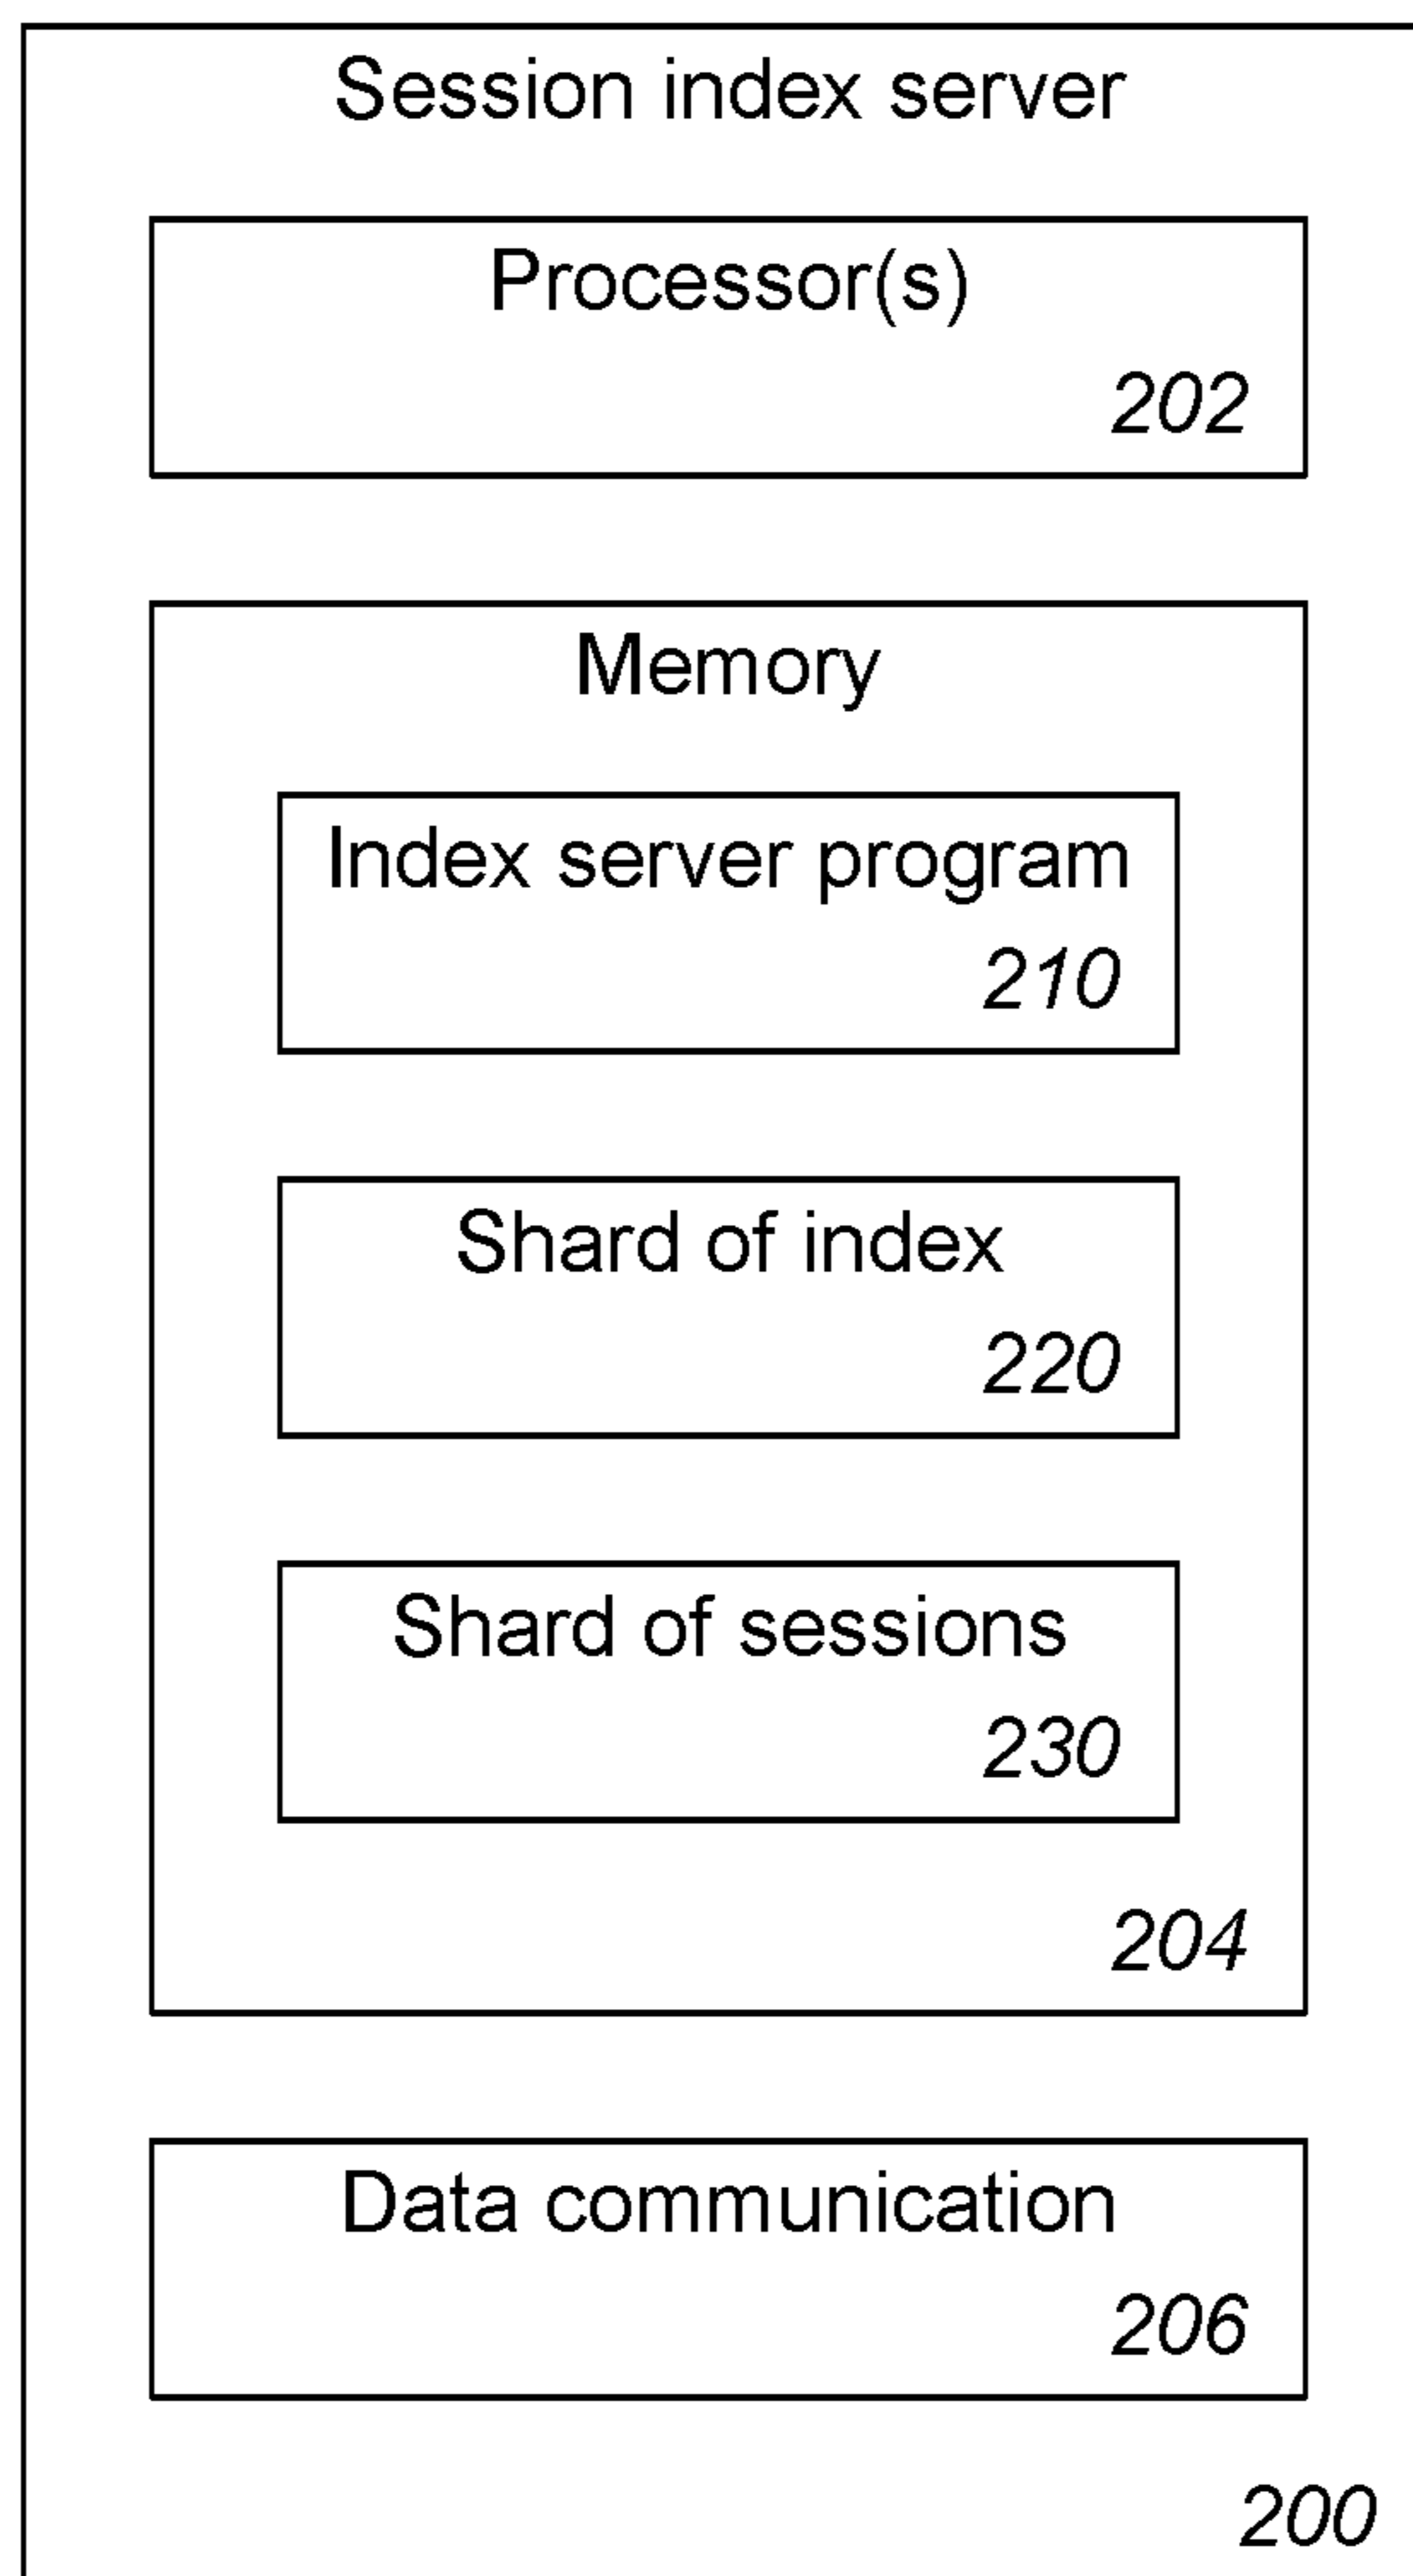 Session index server
Processor(s)
202
Memory
Index server program
210
Shard of index
220
Shard of sessions
230
204
Data communication
206
200